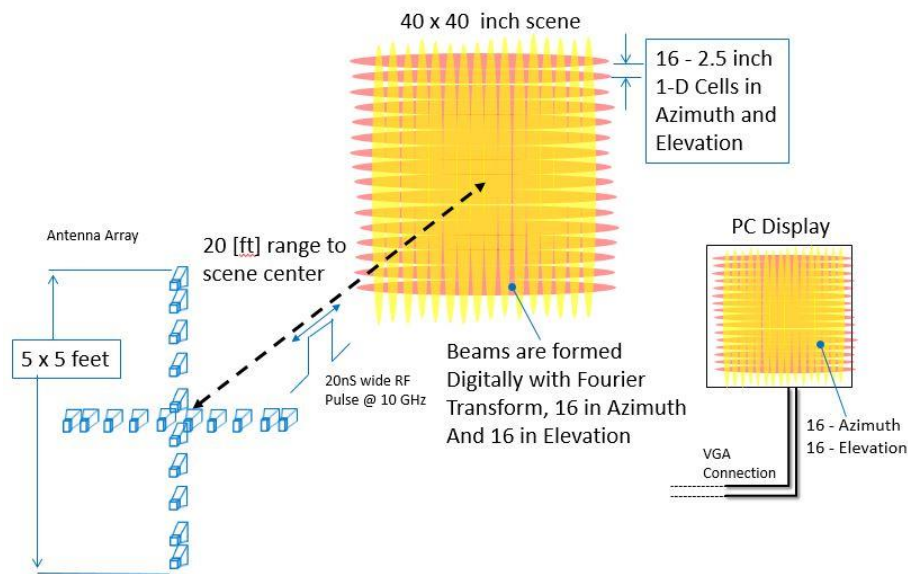 40 x 40  inch scene
16 - 2.5 inch
1-D Cells in
Azimuth and
Elevation
Antenna Array
20 [ft] range to
scene center
PC Display
5 x 5 feet
20nS wide RF
Pulse @ 10 GHz
Beams are formed
Digitally with Fourier
Transform, 16 in Azimuth
And 16 in Elevation
16 - Azimuth
16 - Elevation
VGA
Connection